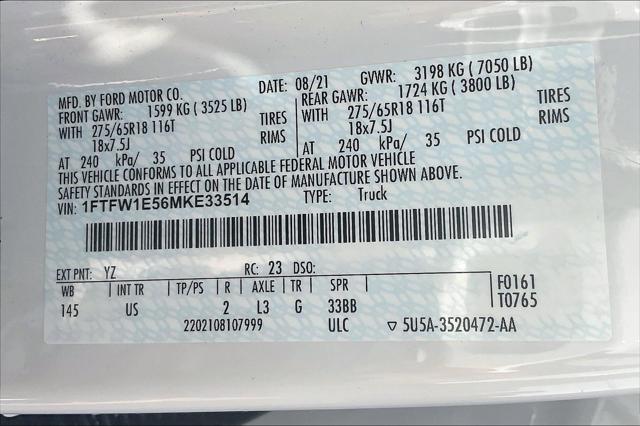 MFD. BY FORD MOTOR CO. DATE: 08/21 GVWR: 3198 KG ( 7050 LB)
FRONT GAWR: 1599 KG ( 3525 LB) REAR GAWR: 1724 KG ( 3800 LB)
WITH 275/65R18 116T TIRES WITH 275/65R18 116T TIRES
18x7.5J RIMS 18x7.5J RIMS
AT 240 kPa/ 35 PSI COLD AT 240 kPa/ 35 PSI COLD
THIS VEHICLE CONFORMS TO ALL APPLICABLE FEDERAL MOTOR VEHICLE
SAFETY STANDARDS IN EFFECT ON THE DATE OF MANUFACTURE SHOWN ABOVE.
VIN: 1FTFW1E56MKE33514 TYPE: Truck
EXT PNT: YZ RC: 23 DSO:
WB INT TR TP/PS R AXLE TR SPR F0161
145 US 2 L3 G 33BB T0765
2202108107999 ULC ▽ 5U5A-3520472-AA